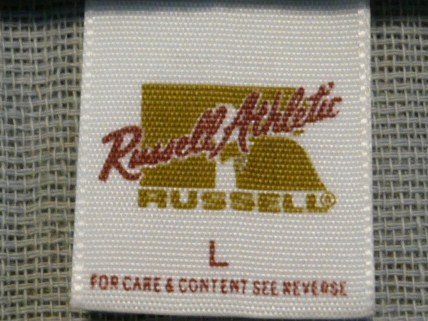 Russell Athletic
RUSSELL®
L
FOR CARE & CONTENT SEE REVERSE